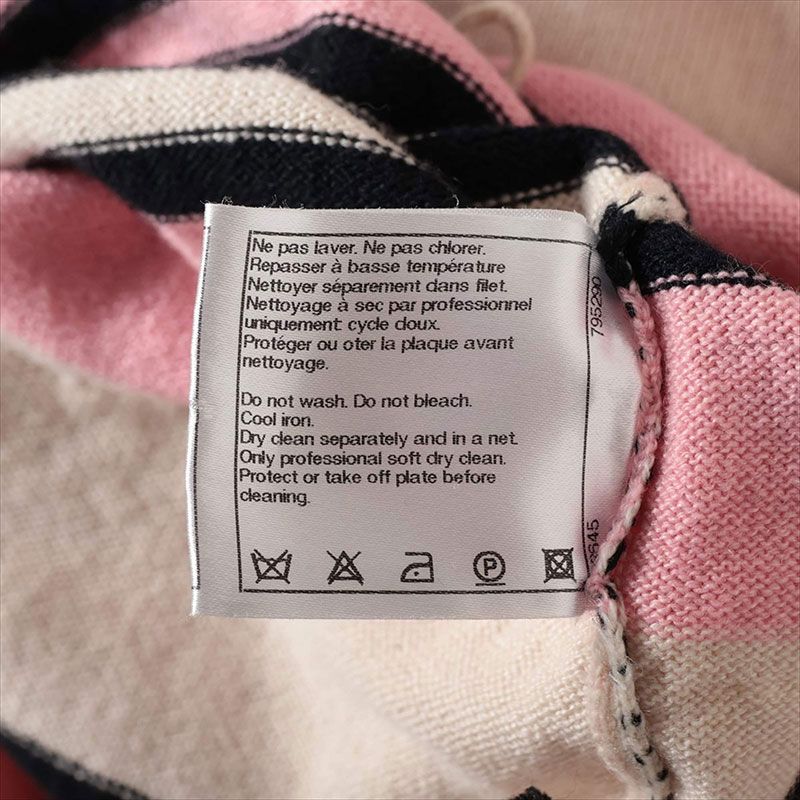 Ne pas laver. Ne pas chlorer.
Repasser à basse température
Nettoyer séparement dans filet.
Nettoyage à sec par professionnel
uniquement: cycle doux.
Protéger ou oter la plaque avant
nettoyage.
Do not wash. Do not bleach.
Cool iron.
Dry clean separately and in a net.
Only professional soft dry clean.
Protect or take off plate before
cleaning.
P
795290